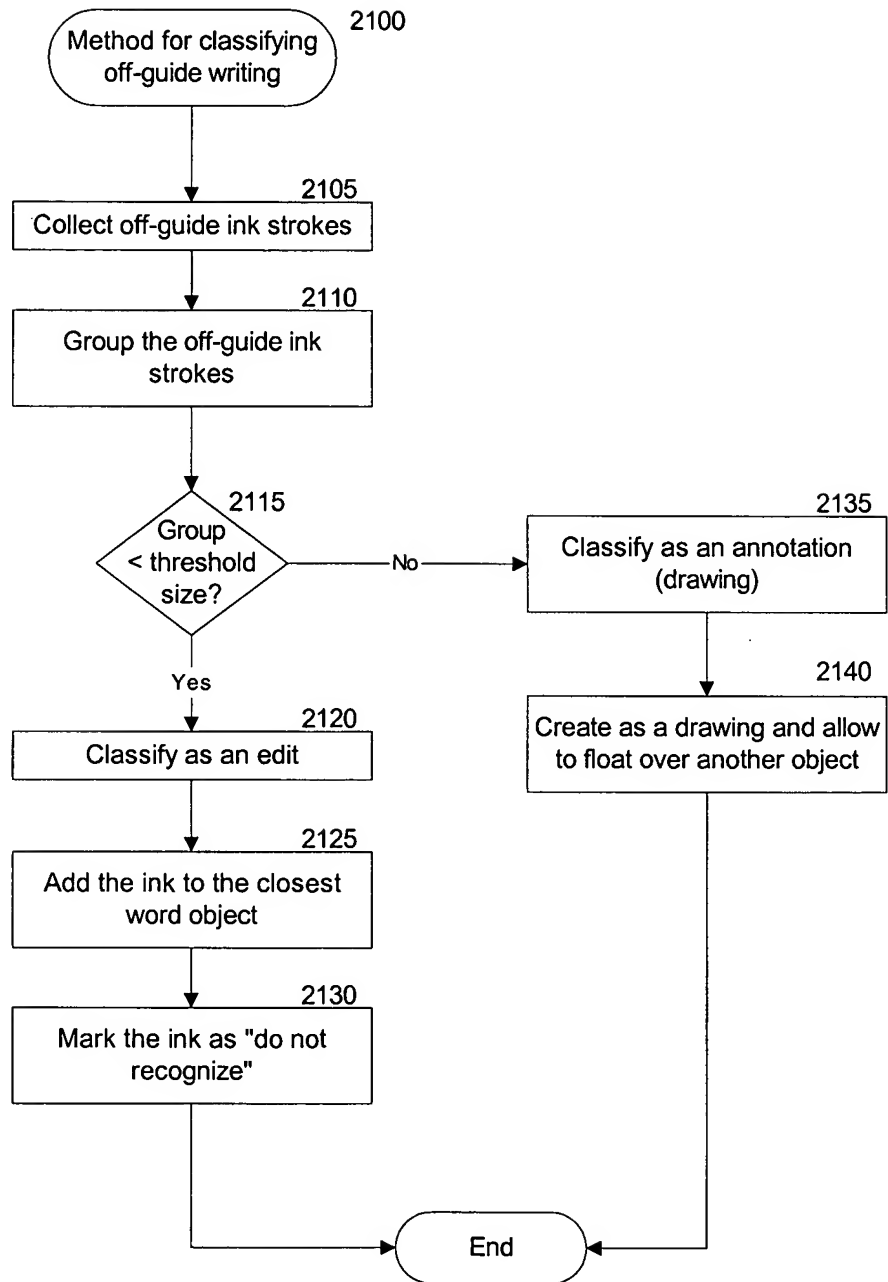 2100
Method for classifying
off-guide writing
2105
Collect off-guide ink strokes
2110
Group the off-guide ink
strokes
2115
Group
< threshold
size?
No
2135
Classify as an annotation
(drawing)
Yes
2140
Create as a drawing and allow
to float over another object
2120
Classify as an edit
2125
Add the ink to the closest
word object
2130
Mark the ink as "do not
recognize"
End